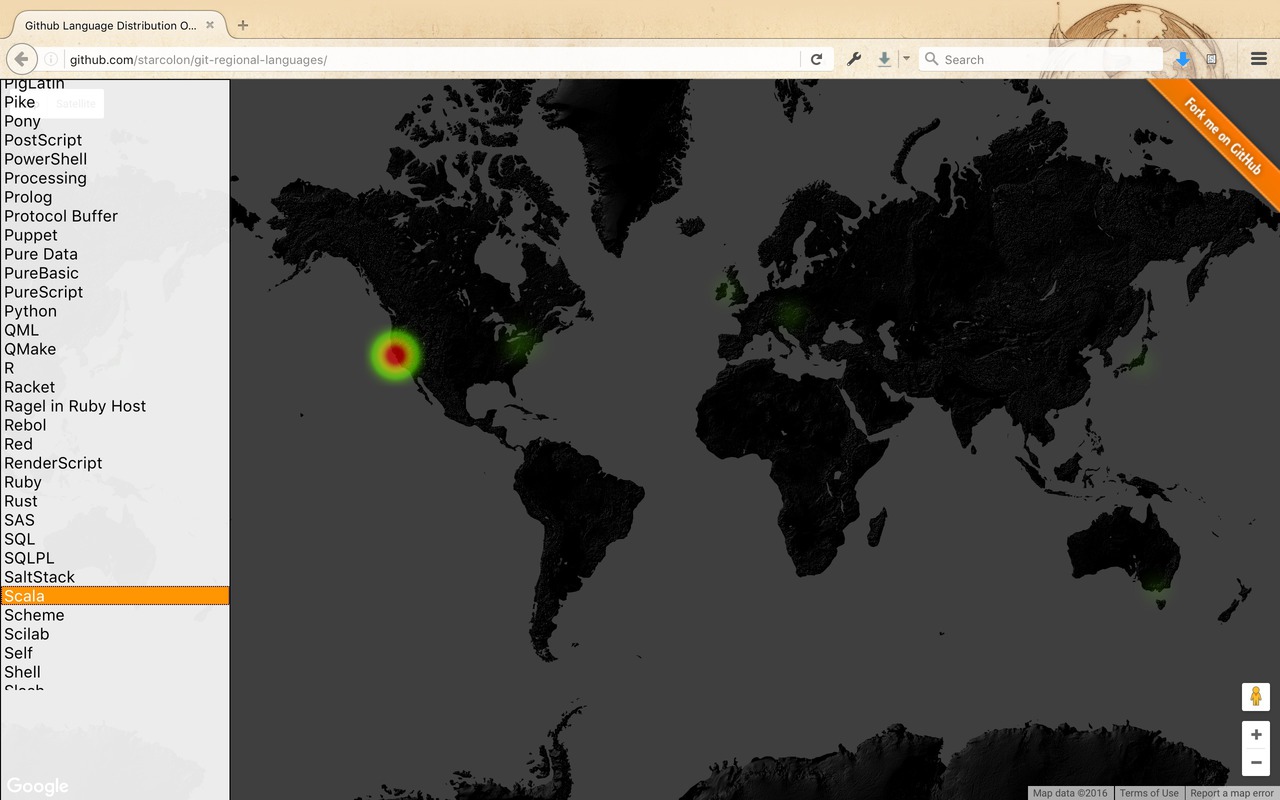 Github Language Distribution O...
github.com/starcolon/git-regional-languages/
Search
PigLatin
Satellite
Pike
Pony
PostScript
PowerShell
Processing
Prolog
Protocol Buffer
Puppet
Pure Data
PureBasic
PureScript
Python
QML
QMake
R
Racket
Ragel in Ruby Host
Rebol
Red
RenderScript
Ruby
Rust
SAS
SQL
SQLPL
SaltStack
Scala
Scheme
Scilab
Self
Shell
Slash
Fork me on GitHub
Google
Map data ©2016
Terms of Use
Report a map error